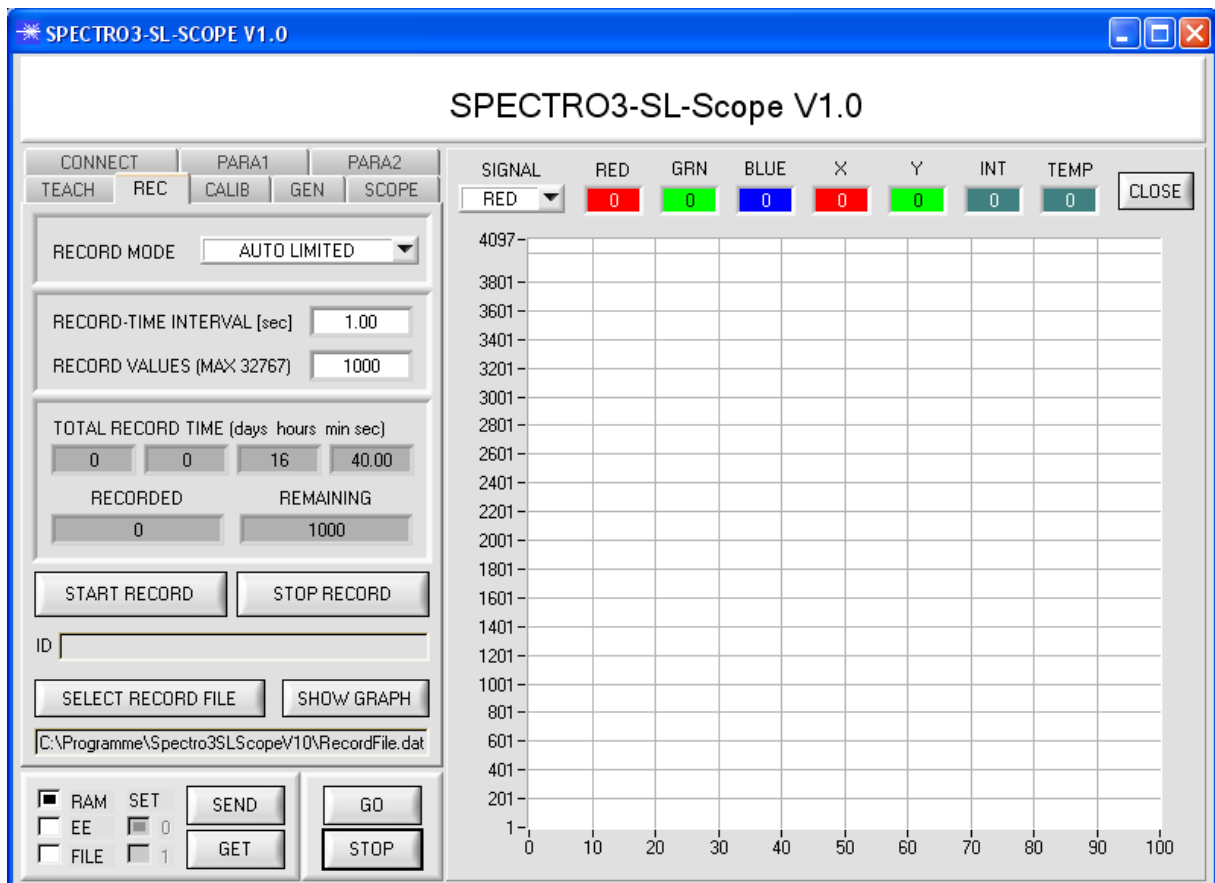 SPECTRO3-SL-SCOPE V1.0
SPECTRO3-SL-Scope V1.0
CONNECT PARA1 PARA2
TEACH REC CALIB GEN SCOPE
RECORD MODE AUTO LIMITED
RECORD-TIME INTERVAL [sec] 1.00
RECORD VALUES (MAX 32767) 1000
TOTAL RECORD TIME (days hours min sec)
0 0 16 40.00
RECORDED REMAINING
0 1000
START RECORD STOP RECORD
ID
SELECT RECORD FILE SHOW GRAPH
C:\Programme\Spectro3SLScopeV10\RecordFile.dat
RAM SET SEND GO
EE 0
FILE 1 GET STOP
SIGNAL RED GRN BLUE X Y INT TEMP
RED 0 0 0 0 0 0 0 CLOSE
4097
3801
3601
3401
3201
3001
2801
2601
2401
2201
2001
1801
1601
1401
1201
1001
801
601
401
201
1
0 10 20 30 40 50 60 70 80 90 100